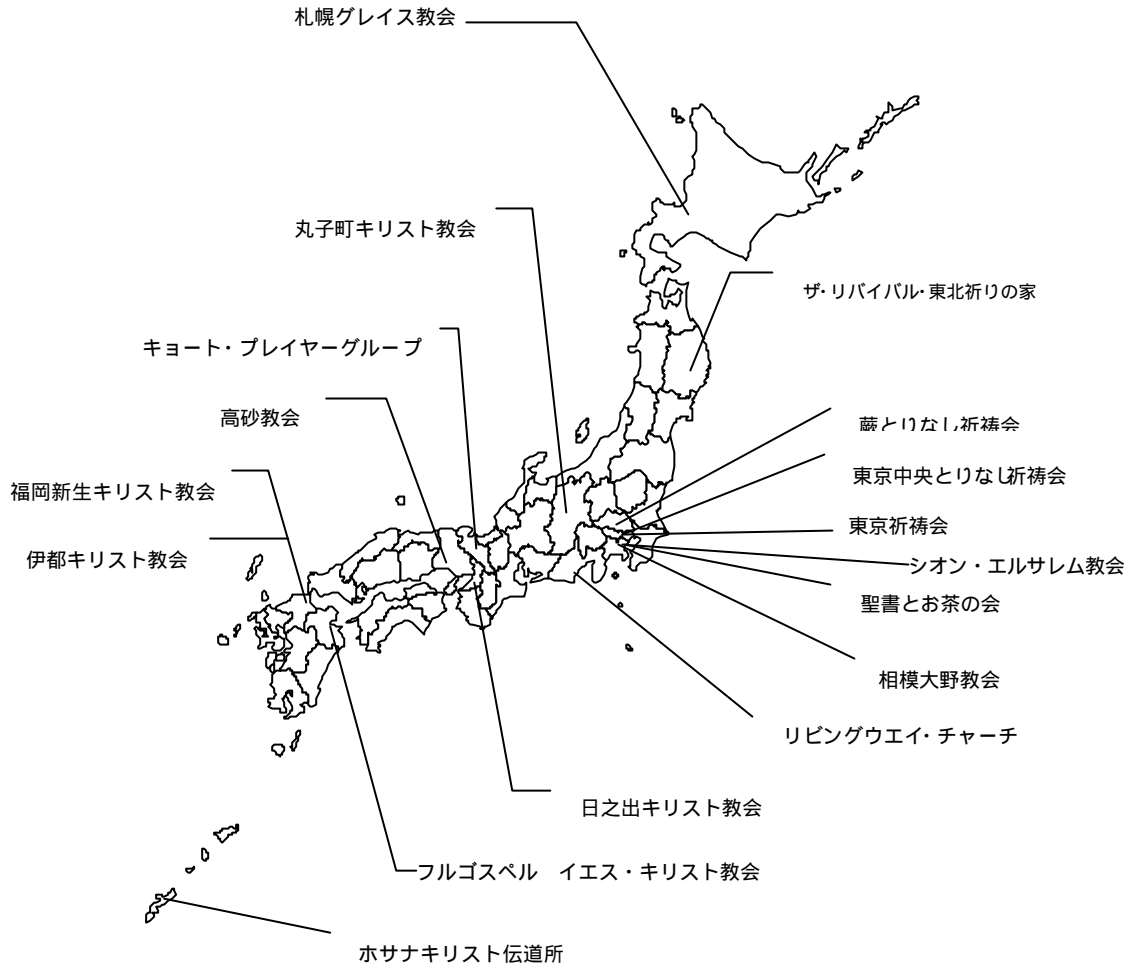 札幌グレイス教会
丸子町キリスト教会
ザ・リバイバル・東北祈りの家
キョート・プレイヤーグループ
高砂教会
蕨とりなし祈祷会
福岡新生キリスト教会
東京中央とりなし祈祷会
東京祈祷会
伊都キリスト教会
シオン・エルサレム教会
聖書とお茶の会
相模大野教会
リビングウエイ・チャーチ
日之出キリスト教会
フルゴスペル　イエス・キリスト教会
ホサナキリスト伝道所